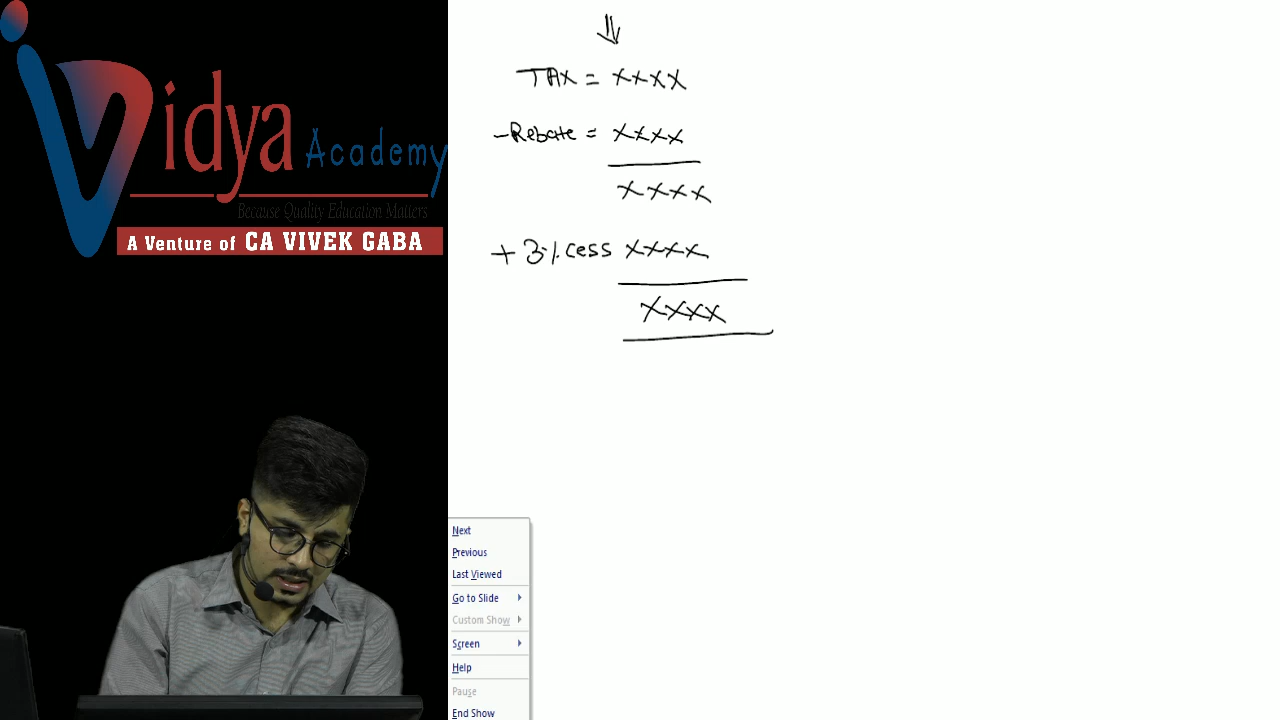 Vidya Academy
Because Quality Education Matters
A Venture of CA VIVEK GABA
TAX = xxxx
-Rebate = xxxx
xxxx
+ 3% cess xxxx
xxxx
Next
Previous
Last Viewed
Go to Slide
Custom Show
Screen
Help
Pause
End Show